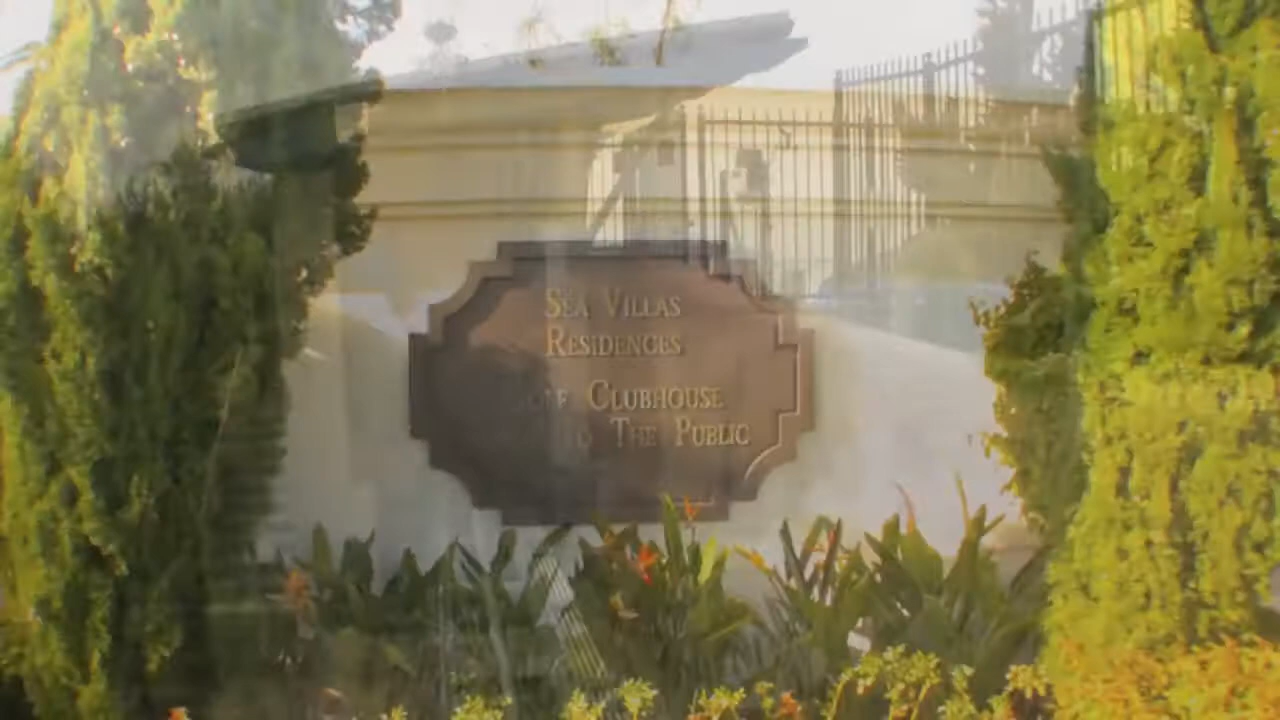 Sea Villas
Residences
Clubhouse
The Public